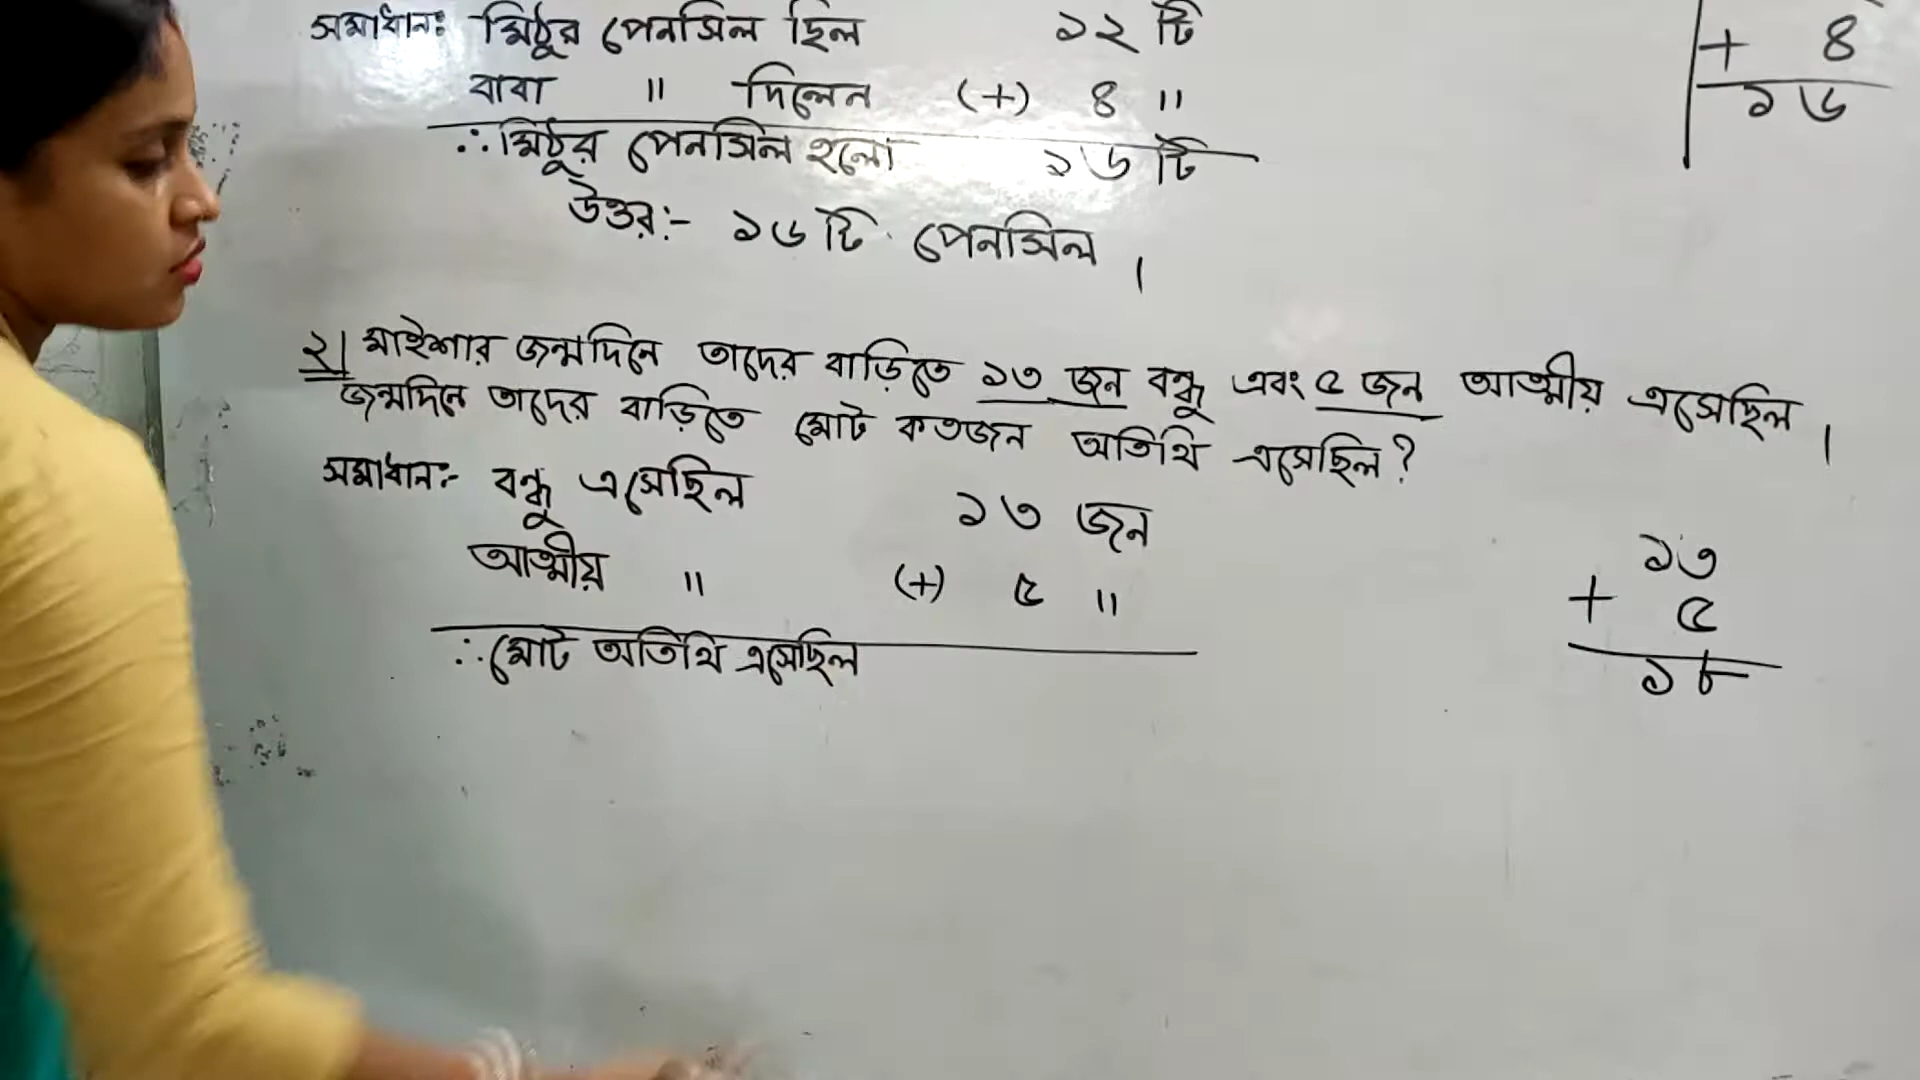 সমাধানঃ মিঠুর পেনসিল ছিল ১২ টি
বাবা " দিলেন (+) ৪ "
∴ মিঠুর পেনসিল হলো ১৬ টি
উত্তর:- ১৬ টি পেনসিল।
+ ৪
১৬
২। মাইশার জন্মদিনে তাদের বাড়িতে ১৩ জন বন্ধু এবং ৫ জন আত্মীয় এসেছিল।
জন্মদিনে তাদের বাড়িতে মোট কতজন অতিথি এসেছিল?
সমাধান:- বন্ধু এসেছিল ১৩ জন
আত্মীয় " (+) ৫ "
∴ মোট অতিথি এসেছিল
১৩
+ ৫
১৮